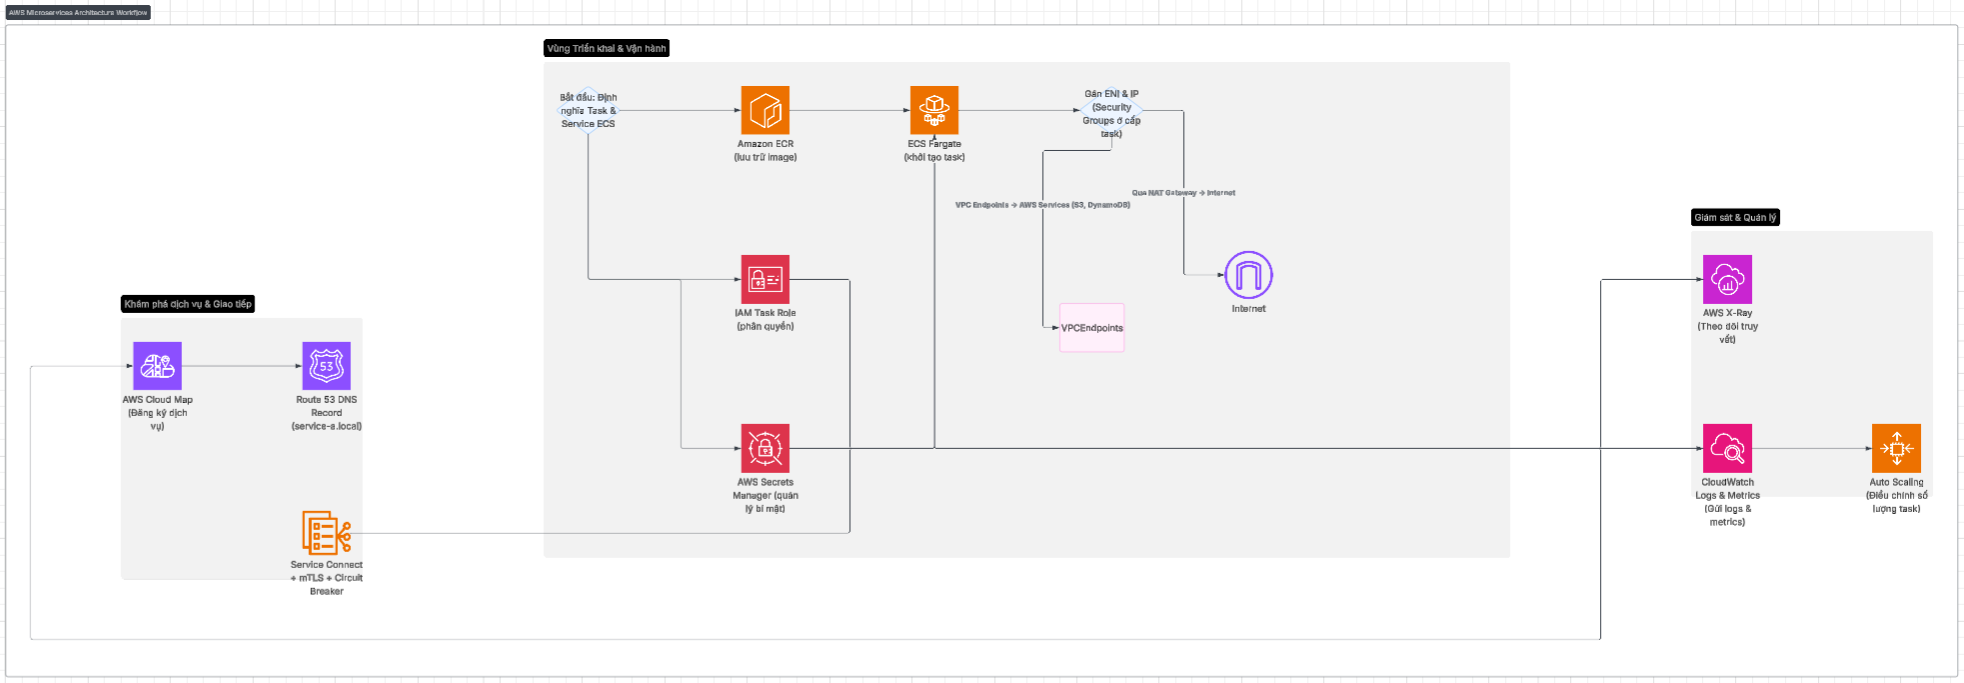 AWS Microservices Architecture Workflow
Vùng Triển khai & Vận hành
Bắt đầu: Định
nghĩa Task &
Service ECS
Amazon ECR
(lưu trữ image)
ECS Fargate
(khởi tạo task)
Gán ENI & IP
(Security
Groups ở cấp
task)
Qua NAT Gateway → Internet
VPC Endpoints → AWS Services (S3, DynamoDB)
IAM Task Role
(phân quyền)
Internet
VPCEndpoints
AWS Secrets
Manager (quản
lý bí mật)
Khám phá dịch vụ & Giao tiếp
AWS Cloud Map
(Đăng ký dịch
vụ)
53
Route 53 DNS
Record
(service-a.local)
Service Connect
+ mTLS + Circuit
Breaker
Giám sát & Quản lý
AWS X-Ray
(Theo dõi truy
vết)
CloudWatch
Logs & Metrics
(Gửi logs &
metrics)
Auto Scaling
(Điều chỉnh số
lượng task)